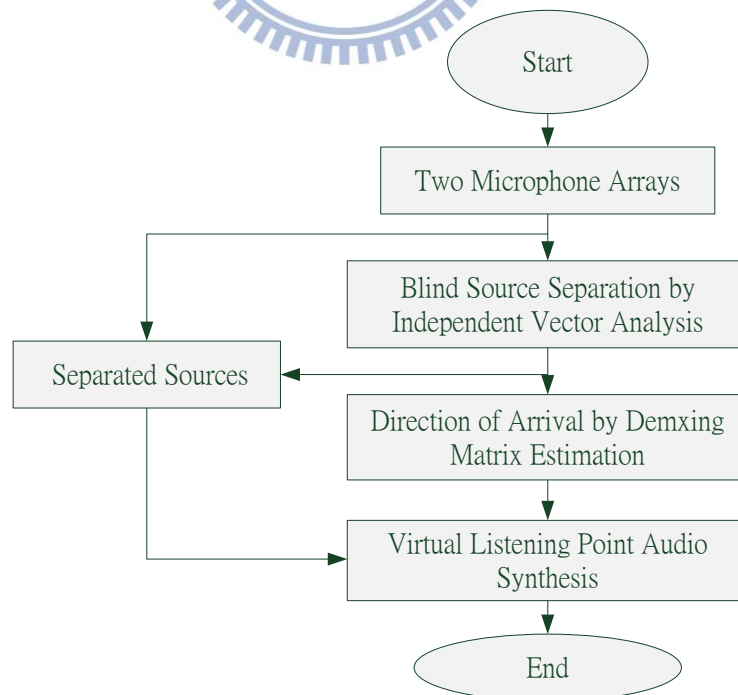 Start
Two Microphone Arrays
Blind Source Separation by
Independent Vector Analysis
Separated Sources
Direction of Arrival by Demxing
Matrix Estimation
Virtual Listening Point Audio
Synthesis
End